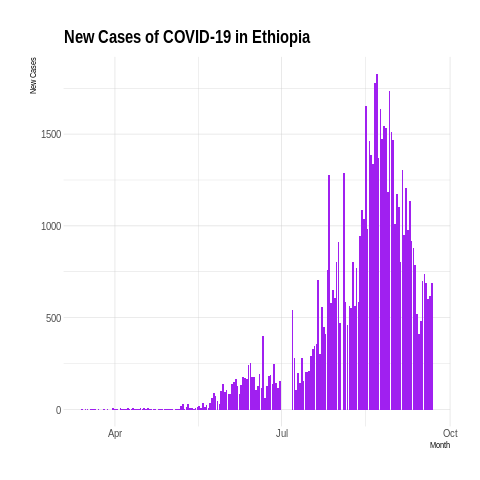 New Cases of COVID-19 in Ethiopia
New Cases
1500
1000
500
0
Apr
Jul
Oct
Month